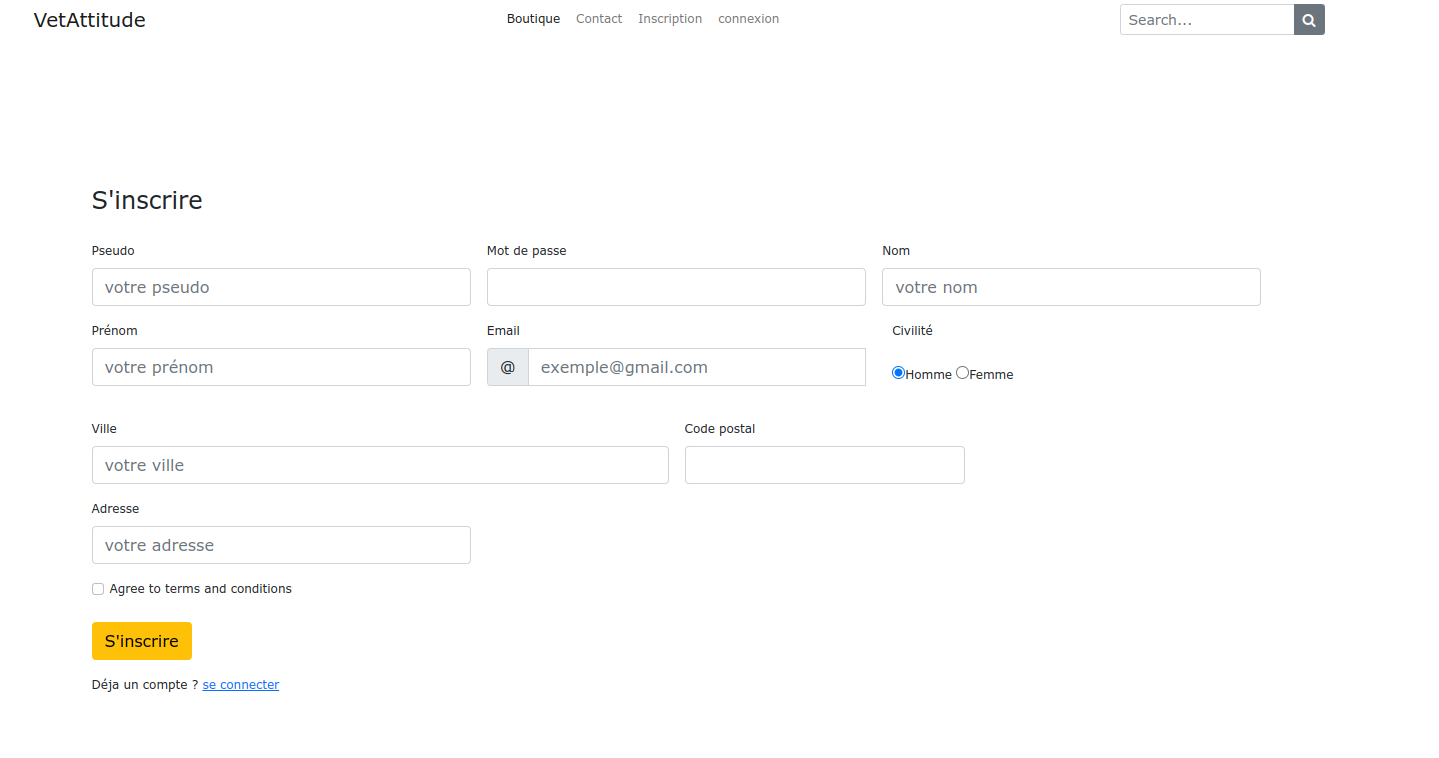 VetAttitude Boutique Contact Inscription connexion Search...
S'inscrire
Pseudo Mot de passe Nom
votre pseudo votre nom
Prénom Email Civilité
votre prénom @ exemple@gmail.com Homme Femme
Ville Code postal
votre ville
Adresse
votre adresse
Agree to terms and conditions
S'inscrire
Déja un compte ? se connecter